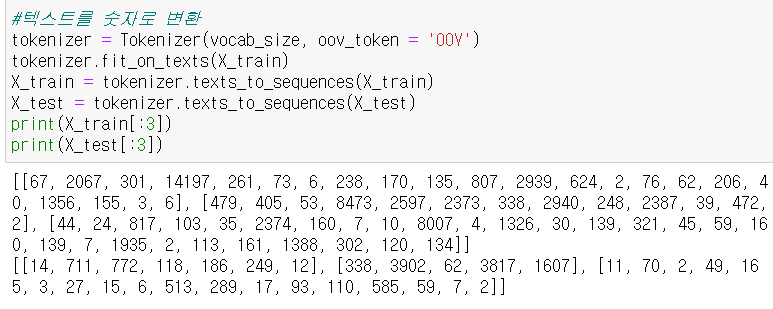 #텍스트를 숫자로 변환
tokenizer = Tokenizer(vocab_size, oov_token = 'OOV')
tokenizer.fit_on_texts(X_train)
X_train = tokenizer.texts_to_sequences(X_train)
X_test = tokenizer.texts_to_sequences(X_test)
print(X_train[:3])
print(X_test[:3])
[[67, 2067, 301, 14197, 261, 73, 6, 238, 170, 135, 807, 2939, 624, 2, 76, 62, 206, 4
0, 1356, 155, 3, 6], [479, 405, 53, 8473, 2597, 2373, 338, 2940, 248, 2387, 39, 472,
2], [44, 24, 817, 103, 35, 2374, 160, 7, 10, 8007, 4, 1326, 30, 139, 321, 45, 59, 16
0, 139, 7, 1935, 2, 113, 161, 1388, 302, 120, 134]]
[[14, 711, 772, 118, 186, 249, 12], [338, 3902, 62, 3817, 1607], [11, 70, 2, 49, 16
5, 3, 27, 15, 6, 513, 289, 17, 93, 110, 585, 59, 7, 2]]